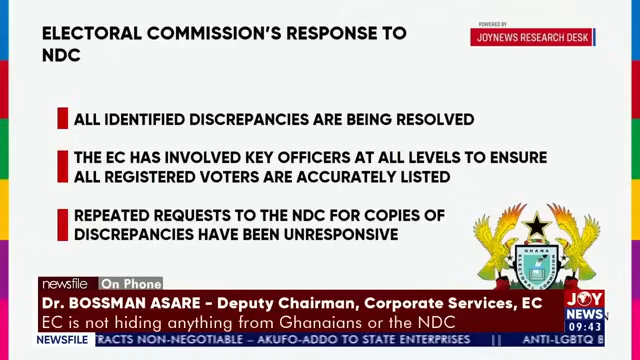 ELECTORAL COMMISSION'S RESPONSE TO
NDC
POWERED BY
JOYNEWS RESEARCH DESK
ALL IDENTIFIED DISCREPANCIES ARE BEING RESOLVED
THE EC HAS INVOLVED KEY OFFICERS AT ALL LEVELS TO ENSURE
ALL REGISTERED VOTERS ARE ACCURATELY LISTED
REPEATED REQUESTS TO THE NDC FOR COPIES OF
DISCREPANCIES HAVE BEEN UNRESPONSIVE
GHANA
newsfile On Phone
Dr. BOSSMAN ASARE - Deputy Chairman, Corporate Services, EC
EC is not hiding anything from Ghanaians or the NDC
JOY
NEWS
09:43
NEWSFILE
RACTS NON-NEGOTIABLE - AKUFO-ADDO TO STATE ENTERPRISES || ANTI-LGBTQ B